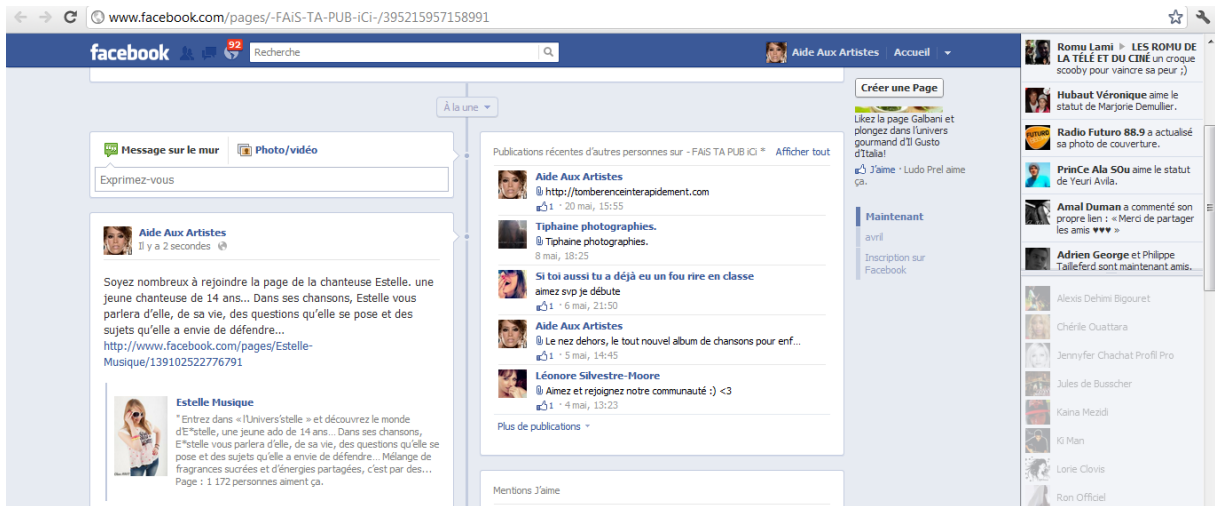 www.facebook.com/pages/-FAiS-TA-PUB-iCi-/395215957158991
facebook
92
Recherche
Aide Aux Artistes
Accueil
À la une
Message sur le mur
Photo/vidéo
Exprimez-vous
Aide Aux Artistes
Il y a 2 secondes
Soyez nombreux à rejoindre la page de la chanteuse Estelle. une
jeune chanteuse de 14 ans... Dans ses chansons, Estelle vous
parlera d'elle, de sa vie, des questions qu'elle se pose et des
sujets qu'elle a envie de défendre...
http://www.facebook.com/pages/Estelle-
Musique/139102522776791
Estelle Musique
"Entrez dans « l'Univers'stelle » et découvrez le monde
d'E*stelle, une jeune ado de 14 ans... Dans ses chansons,
E*stelle vous parlera d'elle, de sa vie, des questions qu'elle se
pose et des sujets qu'elle a envie de défendre... Mélange de
fragrances sucrées et d'énergies partagées, c'est par des...
Page : 1 172 personnes aiment ça.
Publications récentes d'autres personnes sur - FAiS TA PUB iCi *
Afficher tout
Aide Aux Artistes
http://tomberenceinterapidement.com
1 · 20 mai, 15:55
Tiphaine photographies.
Tiphaine photographies.
8 mai, 18:25
Si toi aussi tu a déjà eu un fou rire en classe
aimez svp je débute
1 · 6 mai, 21:50
Aide Aux Artistes
Le nez dehors, le tout nouvel album de chansons pour enf...
1 · 5 mai, 14:45
Léonore Silvestre-Moore
Aimez et rejoignez notre communauté :) <3
1 · 4 mai, 13:23
Plus de publications
Mentions J'aime
Créer une Page
Likez la page Galbani et
plongez dans l'univers
gourmand d'Il Gusto
d'Italia!
J'aime · Ludo Prel aime
ça.
Maintenant
avril
Inscription sur
Facebook
Romu Lami ▶ LES ROMU DE
LA TÉLÉ ET DU CINÉ un croque
scooby pour vaincre sa peur ;)
Hubaut Véronique aime le
statut de Marjorie Demullier.
FUTURO
Radio Futuro 88.9 a actualisé
sa photo de couverture.
PrinCe Ala SOu aime le statut
de Yeuri Avila.
Amal Duman a commenté son
propre lien : « Merci de partager
les amis ♥♥♥ »
Adrien George et Philippe
Tailleferd sont maintenant amis.
Alexis Dehimi Bigouret
Chérile Ouattara
Jennyfer Chachat Profil Pro
Jules de Busscher
Kaina Mezidi
Ki Man
Lorie Clovis
Ron Officiel